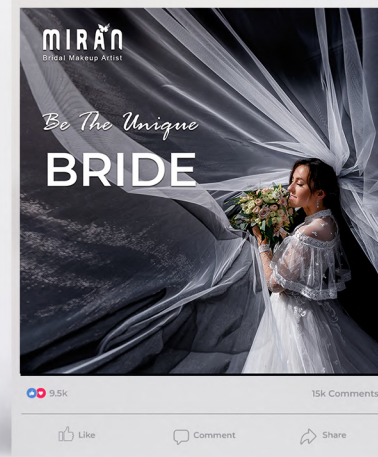 MIRAN
Bridal Makeup Artist
Be The Unique
BRIDE
9.5k
15k Comments
Like
Comment
Share